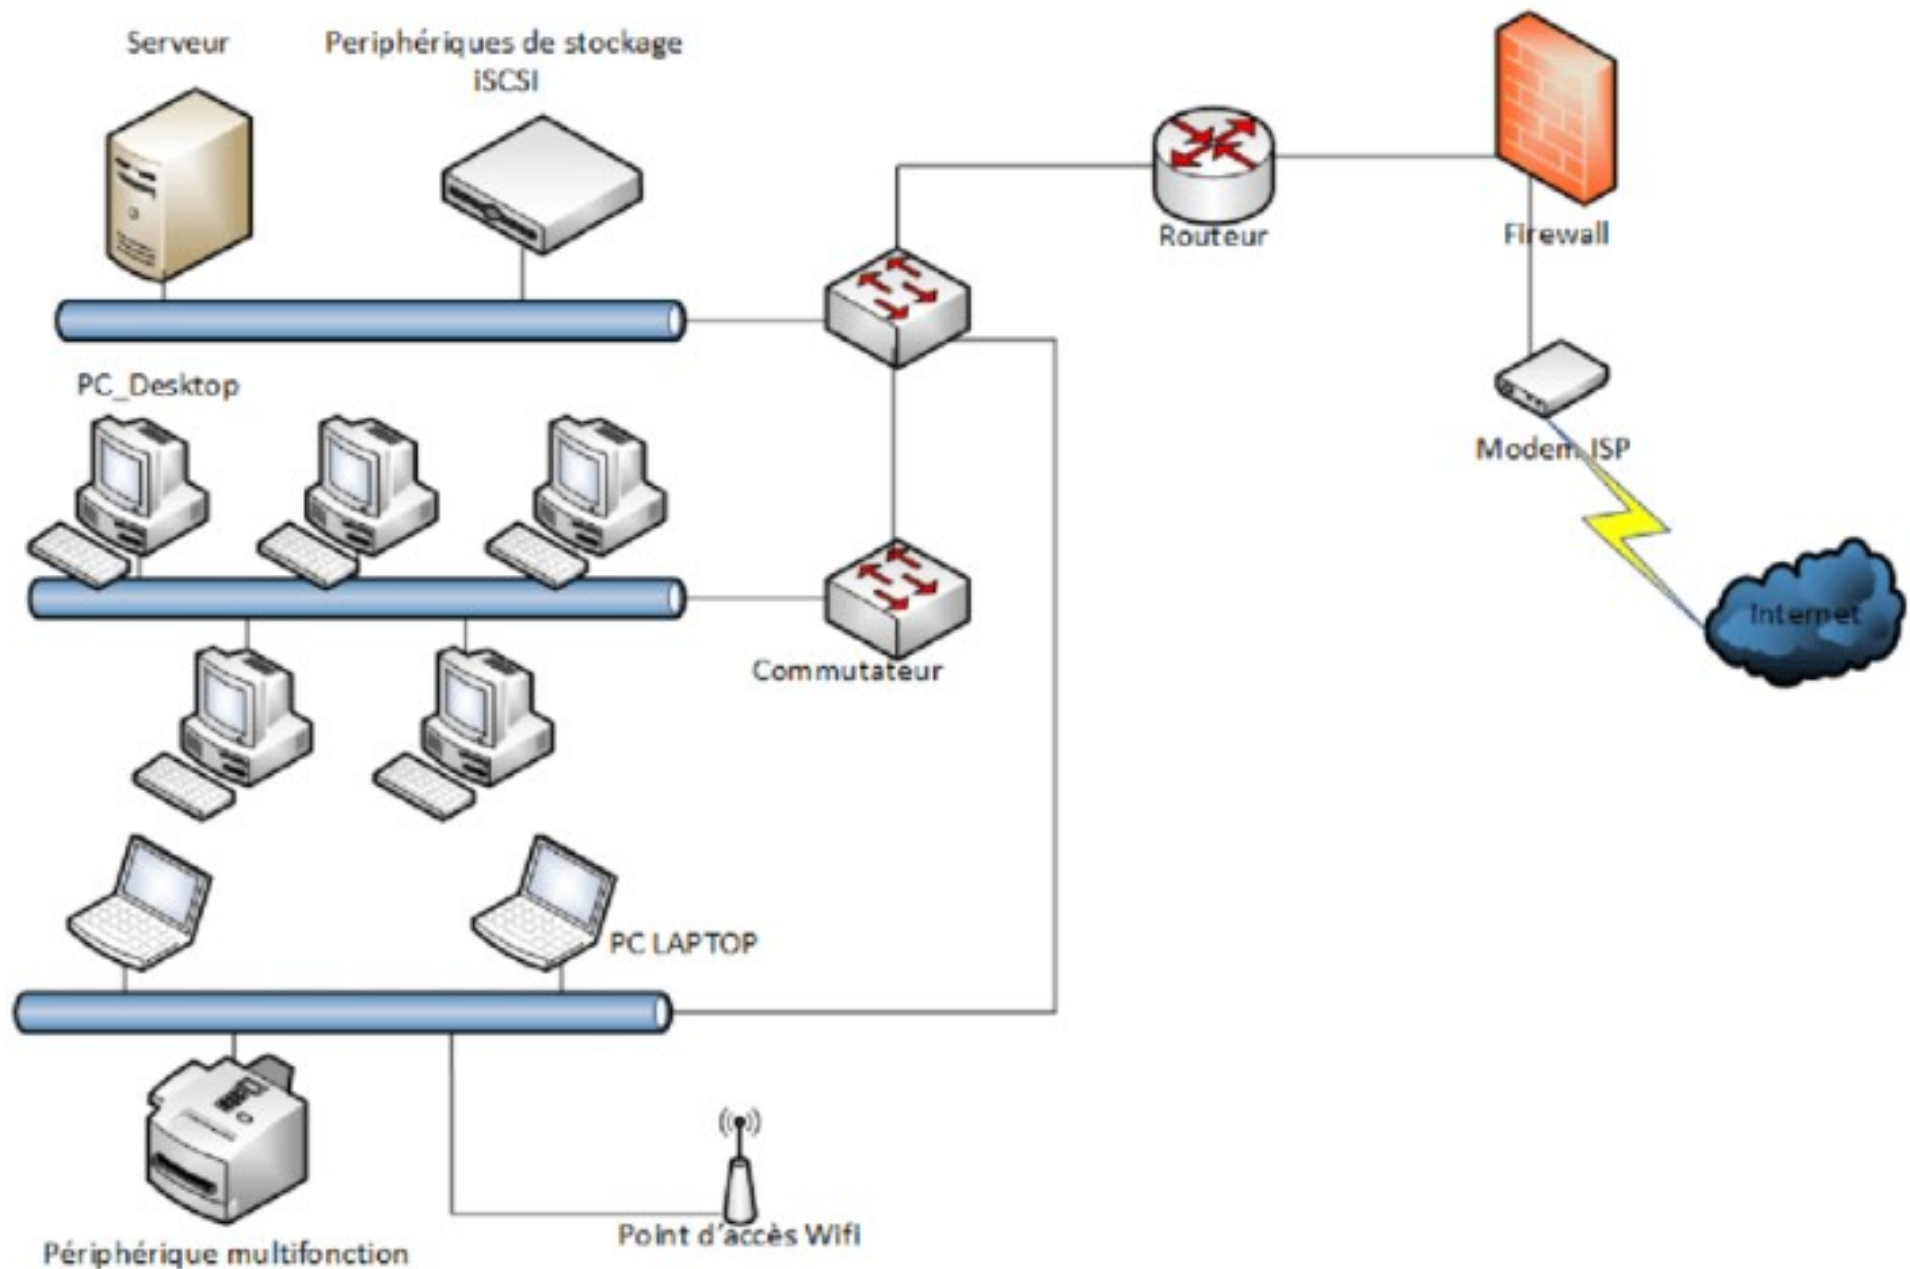 Serveur
Periphériques de stockage
iSCSI
Routeur
Firewall
PC_Desktop
Modem ISP
Internet
Commutateur
PC LAPTOP
Point d'accès Wifi
Périphérique multifonction